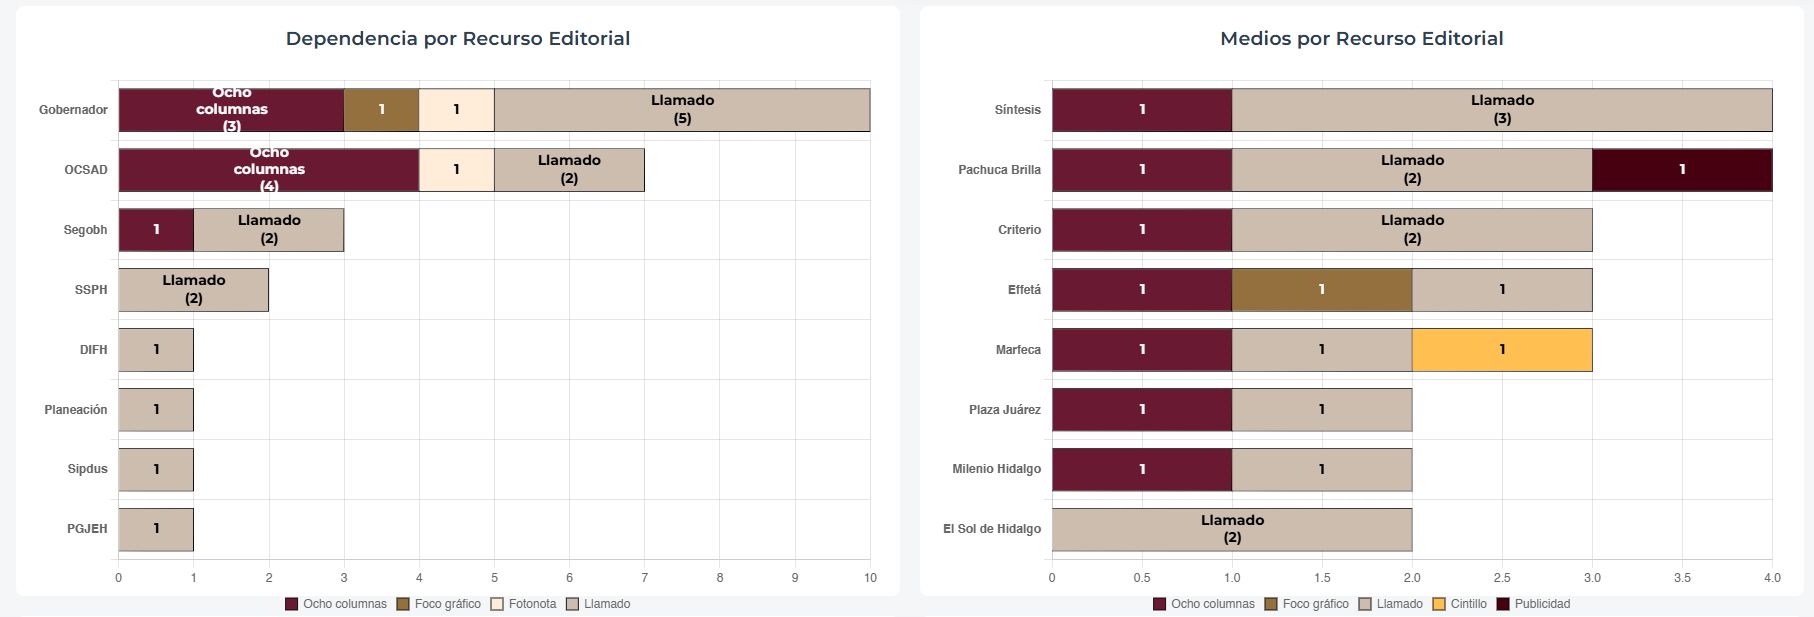 Dependencia por Recurso Editorial
Gobernador
Ocho
columnas
(3)
1
1
Llamado
(5)
OCSAD
Ocho
columnas
(4)
1
Llamado
(2)
Segobh
1
Llamado
(2)
SSPH
Llamado
(2)
DIFH
1
Planeación
1
Sipdus
1
PGJEH
1
0 1 2 3 4 5 6 7 8 9 10
Ocho columnas Foco gráfico Fotonota Llamado
Medios por Recurso Editorial
Síntesis
1
Llamado
(3)
Pachuca Brilla
1
Llamado
(2)
1
Criterio
1
Llamado
(2)
Effetá
1
1
1
Marfeca
1
1
1
Plaza Juárez
1
1
Milenio Hidalgo
1
1
El Sol de Hidalgo
Llamado
(2)
0 0.5 1.0 1.5 2.0 2.5 3.0 3.5 4.0
Ocho columnas Foco gráfico Llamado Cintillo Publicidad